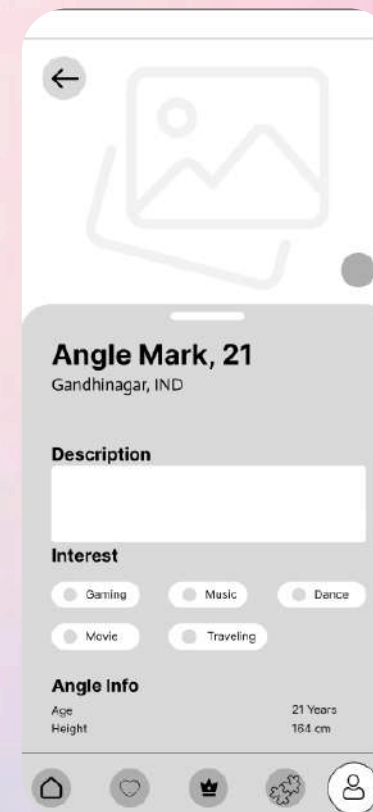 Angle Mark, 21
Gandhinagar, IND
Description
Interest
Gaming Music Dance
Movie Traveling
Angle Info
Age 21 Years
Height 164 cm